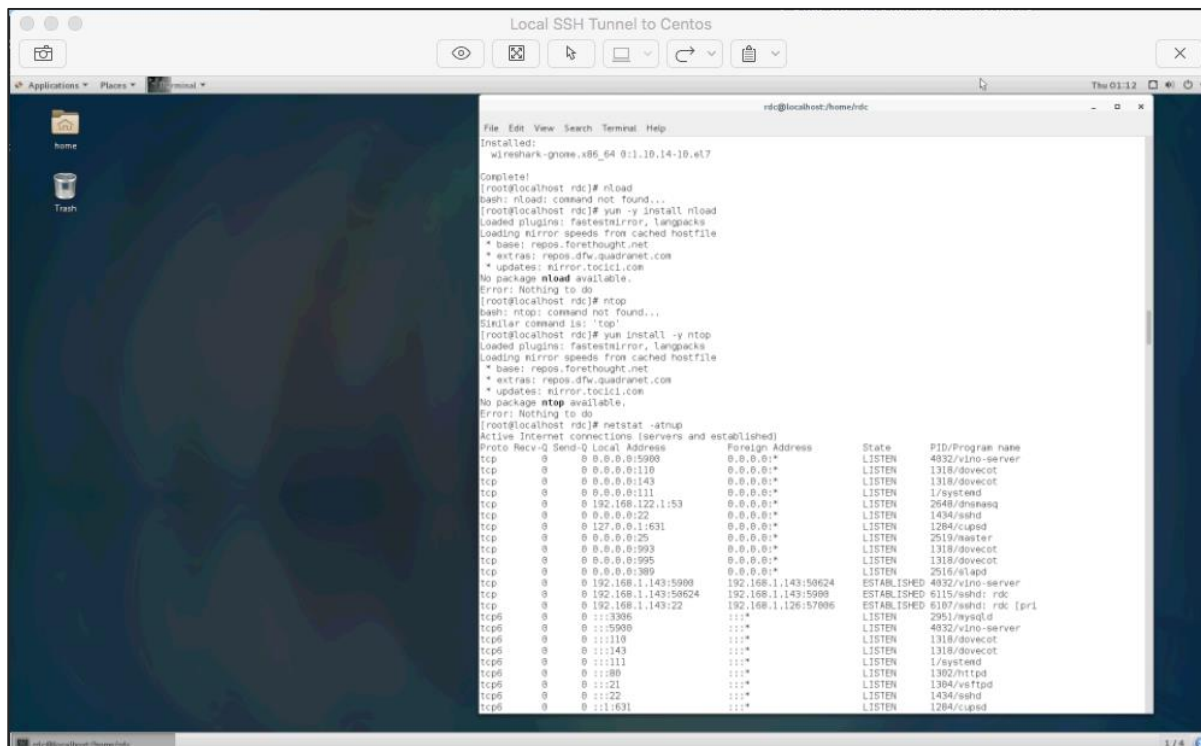 Local SSH Tunnel to Centos
Applications Places Terminal Thu 01:12
home
Trash
rdc@localhost:/home/rdc
File Edit View Search Terminal Help
Installed:
wireshark-gnome.x86_64 0:1.10.14-10.el7
Complete!
[root@localhost rdc]# nload
bash: nload: command not found...
[root@localhost rdc]# yum -y install nload
Loaded plugins: fastestmirror, langpacks
Loading mirror speeds from cached hostfile
* base: repos.forethought.net
* extras: repos.dfw.quadranet.com
* updates: mirror.tocici.com
No package nload available.
Error: Nothing to do
[root@localhost rdc]# ntop
bash: ntop: command not found...
Similar command is: 'top'
[root@localhost rdc]# yum install -y ntop
Loaded plugins: fastestmirror, langpacks
Loading mirror speeds from cached hostfile
* base: repos.forethought.net
* extras: repos.dfw.quadranet.com
* updates: mirror.tocici.com
No package ntop available.
Error: Nothing to do
[root@localhost rdc]# netstat -atnup
Active Internet connections (servers and established)
Proto Recv-Q Send-Q Local Address Foreign Address State PID/Program name
tcp 0 0 0.0.0.0:5900 0.0.0.0:* LISTEN 4032/vino-server
tcp 0 0 0.0.0.0:110 0.0.0.0:* LISTEN 1318/dovecot
tcp 0 0 0.0.0.0:143 0.0.0.0:* LISTEN 1318/dovecot
tcp 0 0 0.0.0.0:111 0.0.0.0:* LISTEN 1/systemd
tcp 0 0 192.168.122.1:53 0.0.0.0:* LISTEN 2648/dnsmasq
tcp 0 0 0.0.0.0:22 0.0.0.0:* LISTEN 1434/sshd
tcp 0 0 127.0.0.1:631 0.0.0.0:* LISTEN 1284/cupsd
tcp 0 0 0.0.0.0:25 0.0.0.0:* LISTEN 2519/master
tcp 0 0 0.0.0.0:993 0.0.0.0:* LISTEN 1318/dovecot
tcp 0 0 0.0.0.0:995 0.0.0.0:* LISTEN 1318/dovecot
tcp 0 0 0.0.0.0:389 0.0.0.0:* LISTEN 2516/slapd
tcp 0 0 192.168.1.143:5900 192.168.1.143:50624 ESTABLISHED 4032/vino-server
tcp 0 0 192.168.1.143:50624 192.168.1.143:5900 ESTABLISHED 6115/sshd: rdc
tcp 0 0 192.168.1.143:22 192.168.1.126:57006 ESTABLISHED 6107/sshd: rdc [pri
tcp6 0 0 :::3306 :::* LISTEN 2951/mysqld
tcp6 0 0 :::5900 :::* LISTEN 4032/vino-server
tcp6 0 0 :::110 :::* LISTEN 1318/dovecot
tcp6 0 0 :::143 :::* LISTEN 1318/dovecot
tcp6 0 0 :::111 :::* LISTEN 1/systemd
tcp6 0 0 :::80 :::* LISTEN 1302/httpd
tcp6 0 0 :::21 :::* LISTEN 1304/vsftpd
tcp6 0 0 :::22 :::* LISTEN 1434/sshd
tcp6 0 0 ::1:631 :::* LISTEN 1284/cupsd
rdc@localhost:/home/rdc 1 / 4